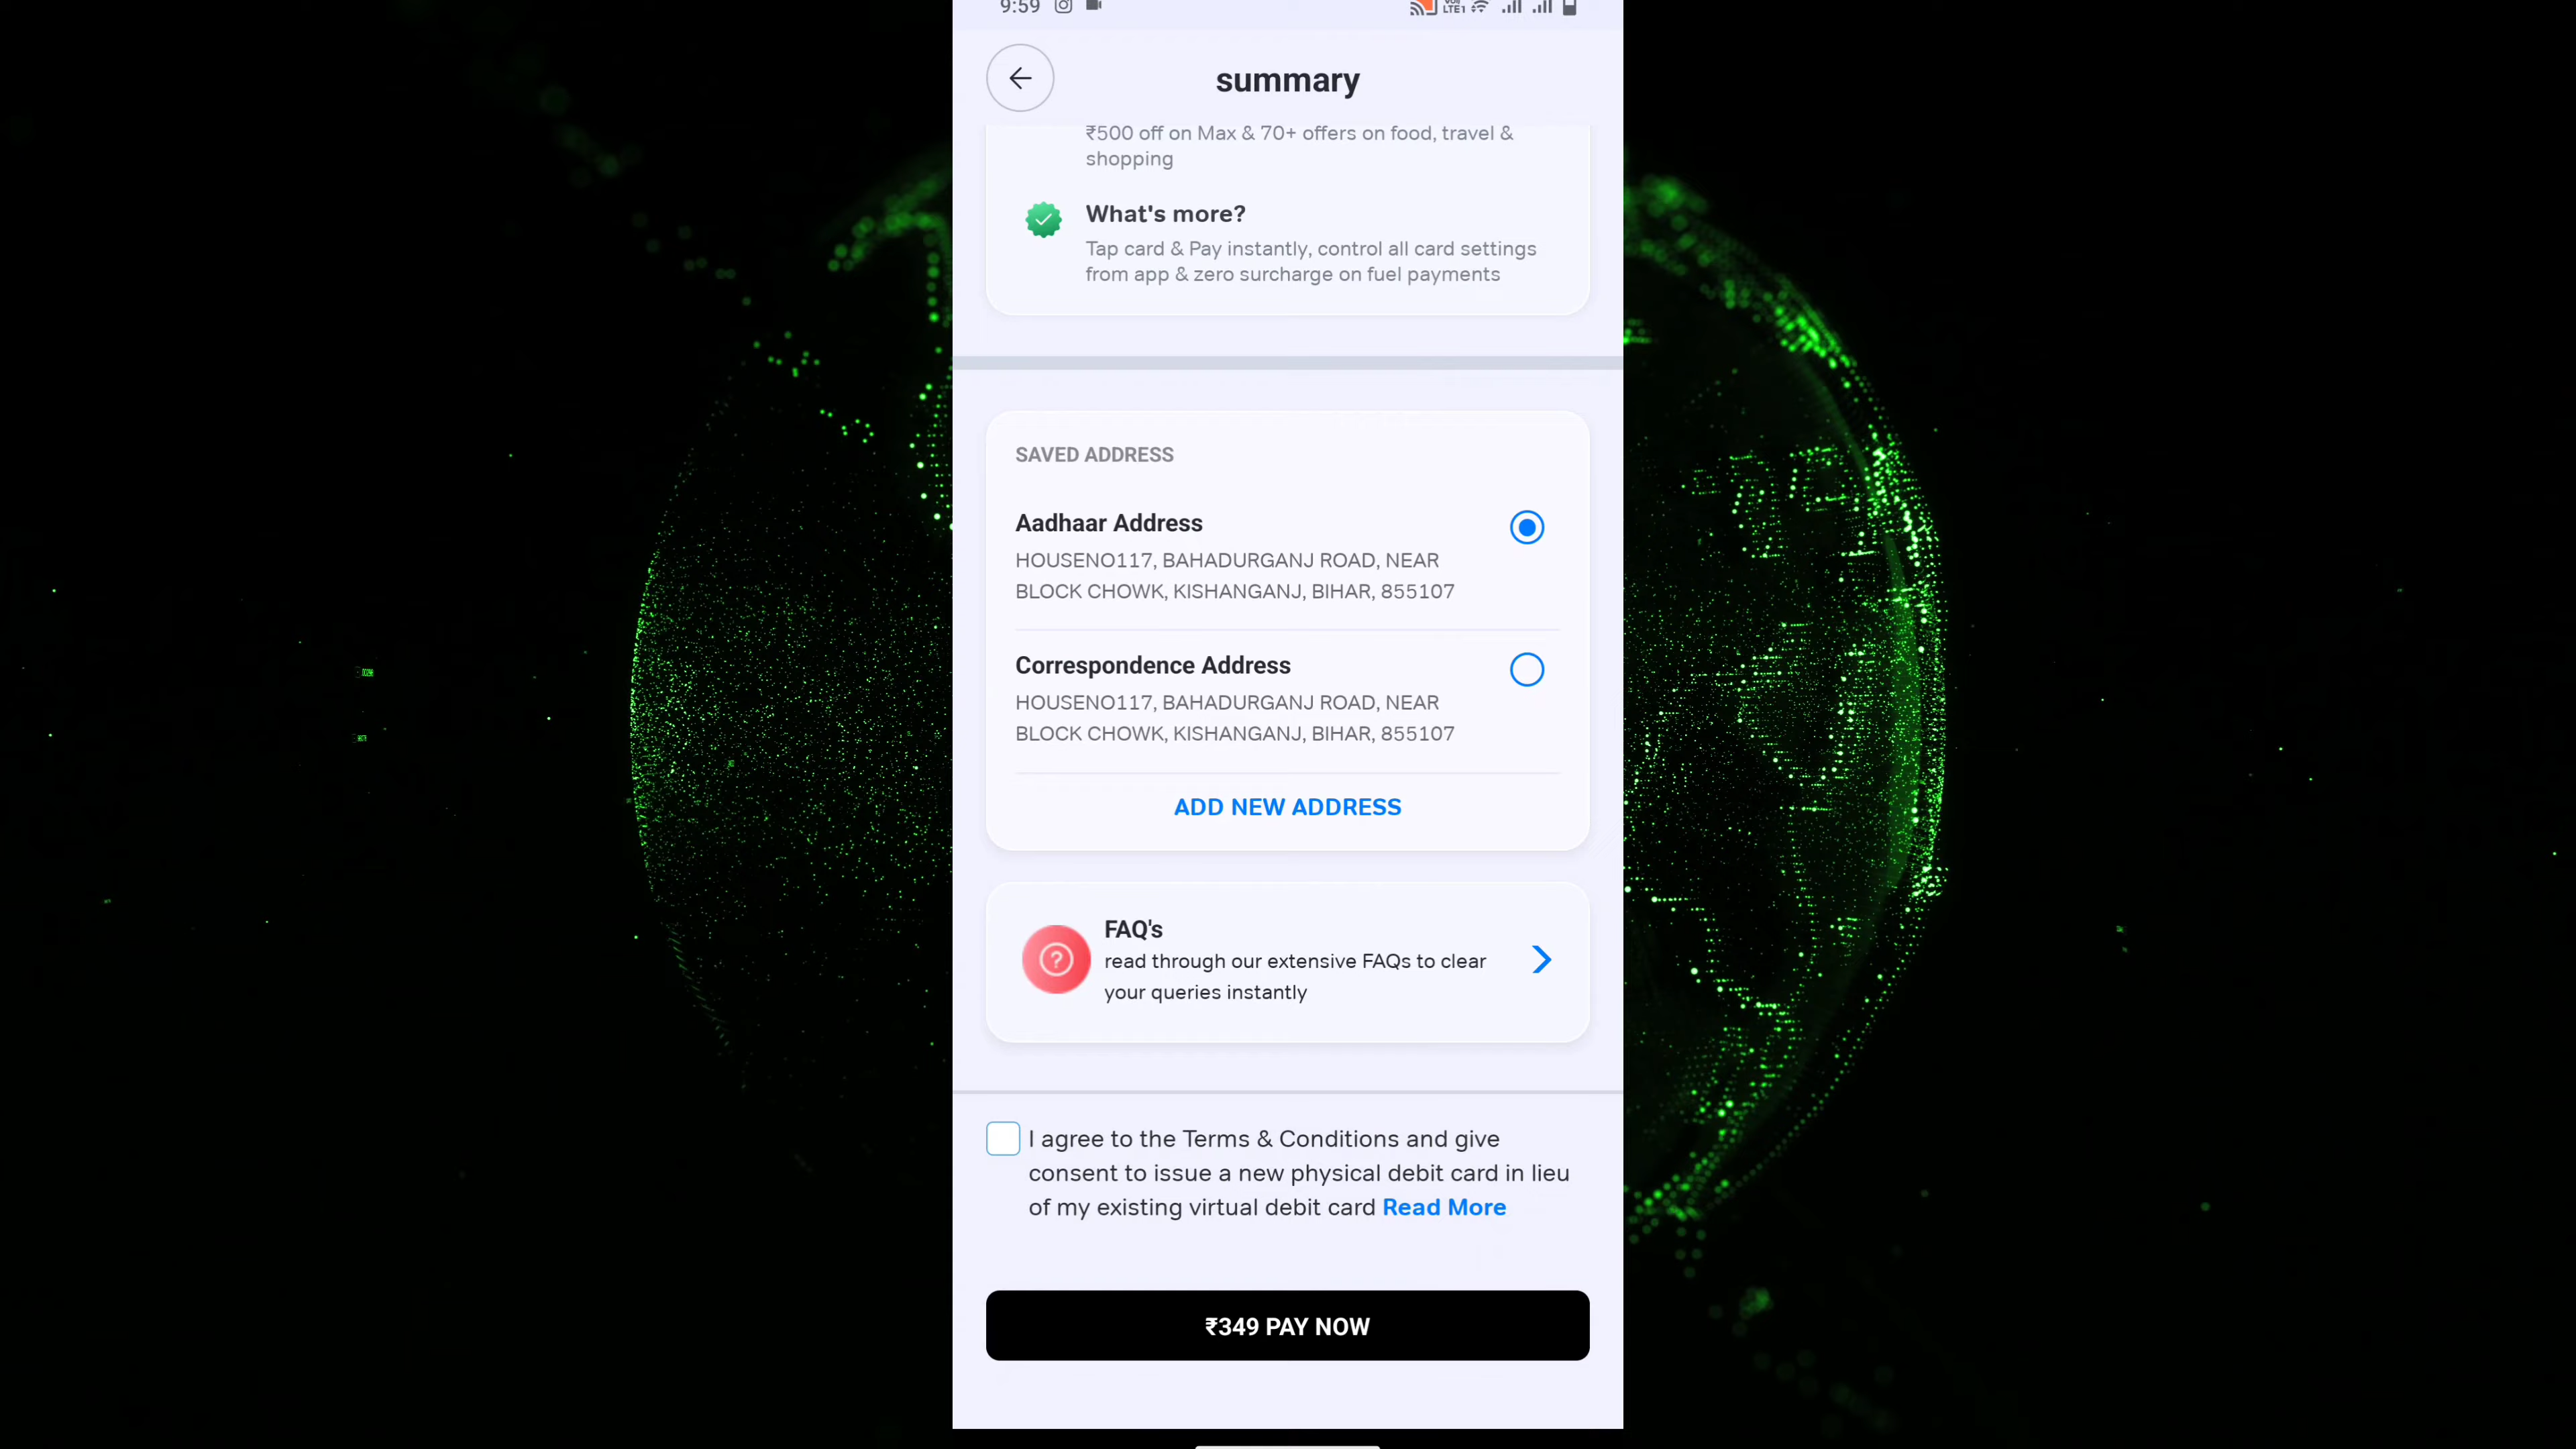 9:59
VoD LTE1
summary
₹500 off on Max & 70+ offers on food, travel &
shopping
What's more?
Tap card & Pay instantly, control all card settings
from app & zero surcharge on fuel payments
SAVED ADDRESS
Aadhaar Address
HOUSENO117, BAHADURGANJ ROAD, NEAR
BLOCK CHOWK, KISHANGANJ, BIHAR, 855107
Correspondence Address
HOUSENO117, BAHADURGANJ ROAD, NEAR
BLOCK CHOWK, KISHANGANJ, BIHAR, 855107
ADD NEW ADDRESS
FAQ's
read through our extensive FAQs to clear
your queries instantly
I agree to the Terms & Conditions and give
consent to issue a new physical debit card in lieu
of my existing virtual debit card Read More
₹349 PAY NOW